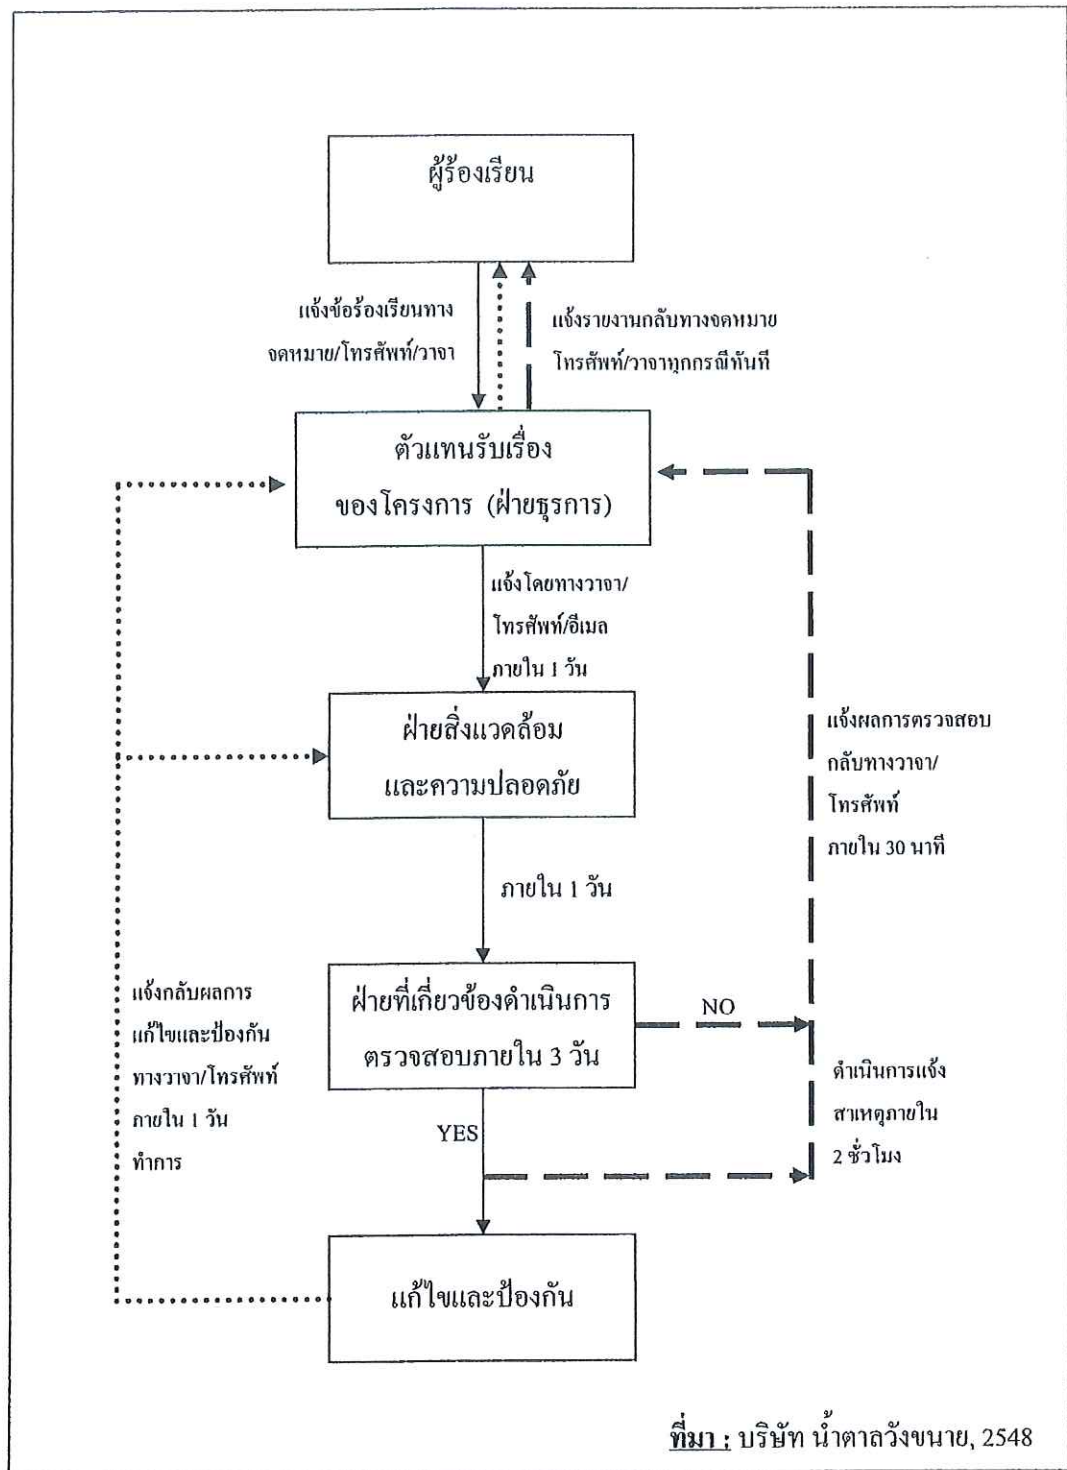 ผู้ร้องเรียน
แจ้งข้อร้องเรียนทาง
จดหมาย/โทรศัพท์/วาจา
แจ้งรายงานกลับทางจดหมาย
โทรศัพท์/วาจาทุกกรณีทันที
ตัวแทนรับเรื่อง
ของโครงการ (ฝ่ายธุรการ)
แจ้งโดยทางวาจา/
โทรศัพท์/อีเมล
ภายใน 1 วัน
ฝ่ายสิ่งแวดล้อม
และความปลอดภัย
แจ้งผลการตรวจสอบ
กลับทางวาจา/
โทรศัพท์
ภายใน 30 นาที
ภายใน 1 วัน
ฝ่ายที่เกี่ยวข้องดำเนินการ
ตรวจสอบภายใน 3 วัน
NO
แจ้งกลับผลการ
แก้ไขและป้องกัน
ทางวาจา/โทรศัพท์
ภายใน 1 วัน
ทำการ
YES
ดำเนินการแจ้ง
สาเหตุภายใน
2 ชั่วโมง
แก้ไขและป้องกัน
ที่มา : บริษัท น้ำตาลวังขนาย, 2548